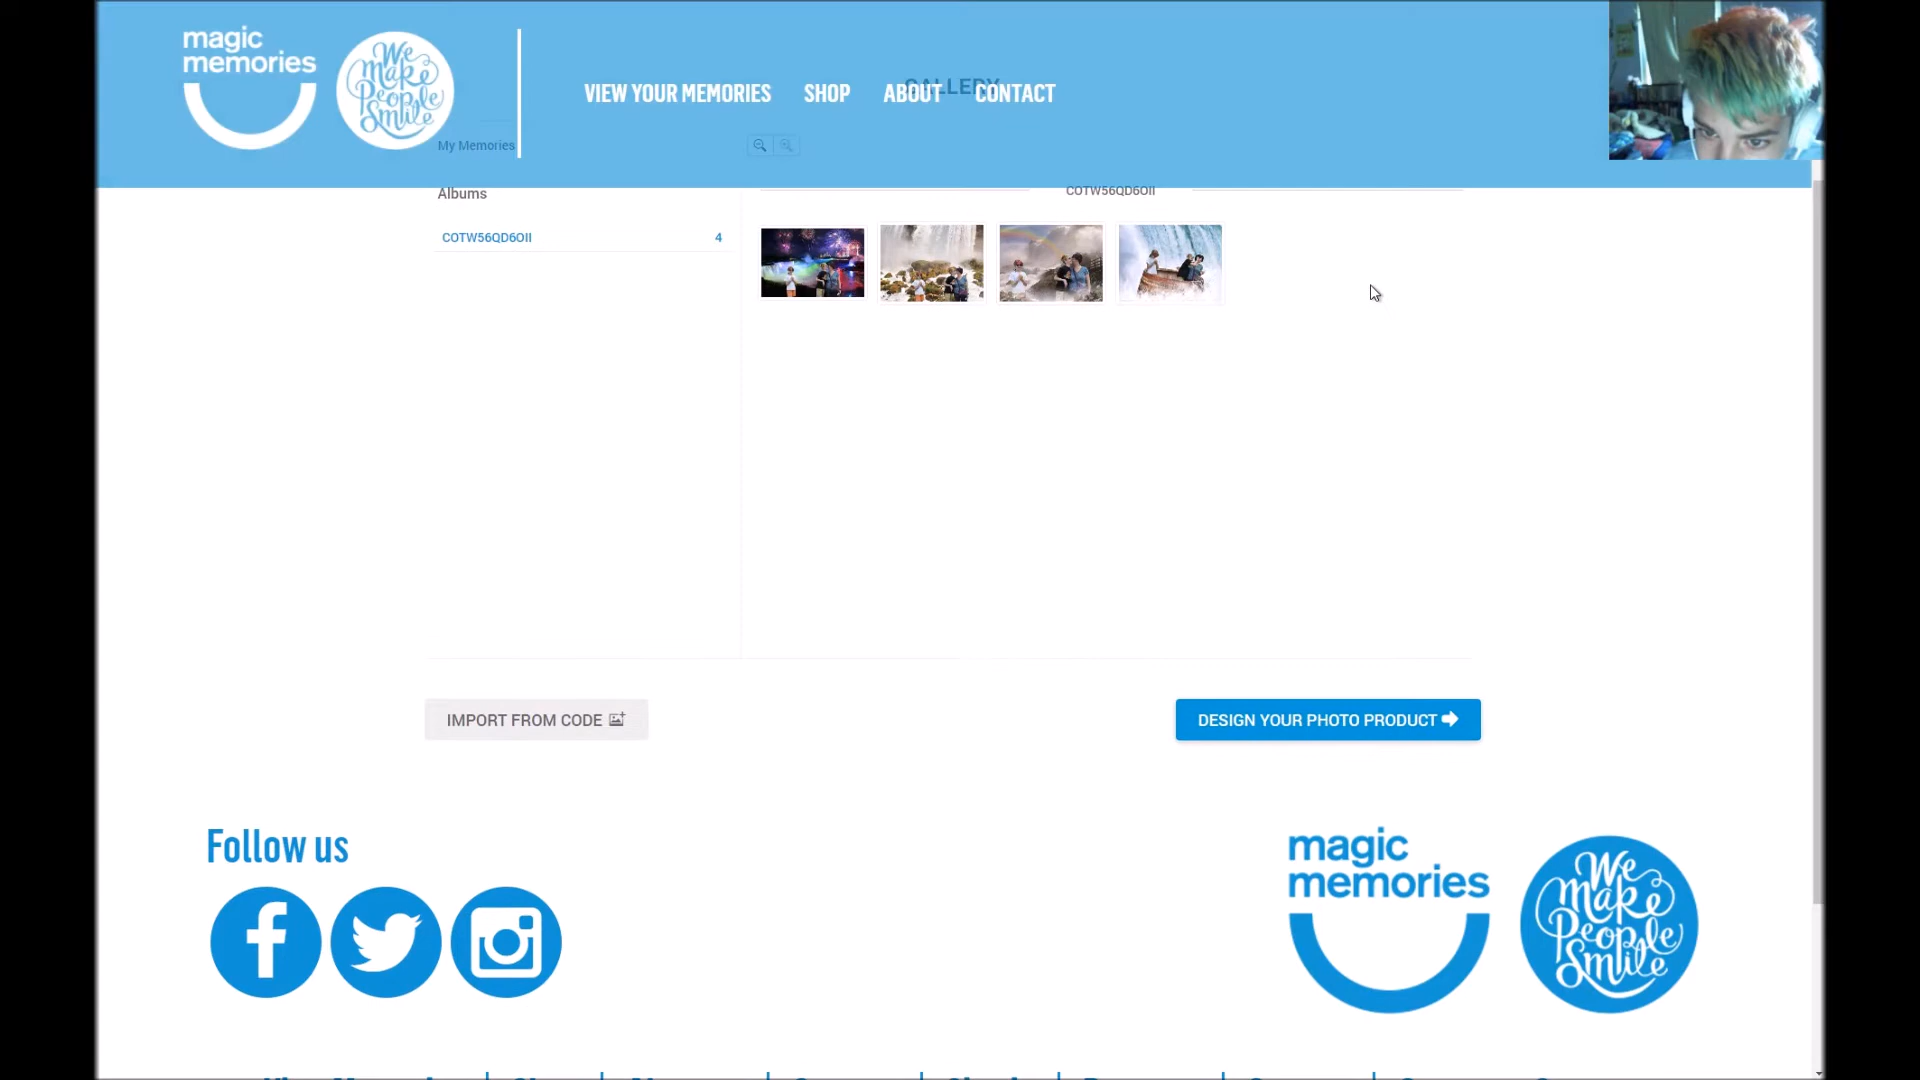 magic
memories
We
Make
People
Smile
VIEW YOUR MEMORIES
SHOP
ABOUT
CONTACT
GALLERY
My Memories
Albums
COTW56QD6OII
COTW56QD6OII 4
IMPORT FROM CODE
DESIGN YOUR PHOTO PRODUCT
Follow us
magic
memories
We
Make
People
Smile